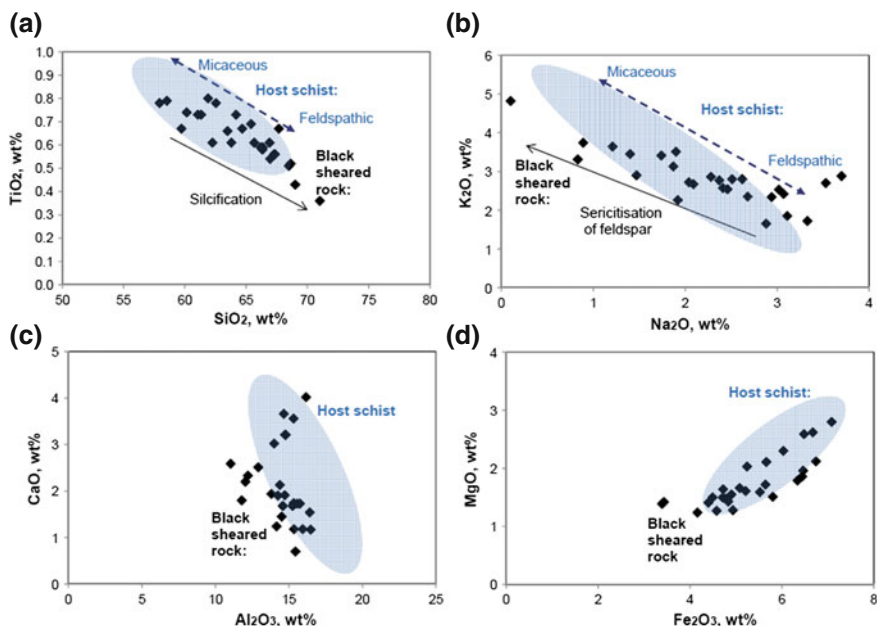 (a)
1.0
0.9
0.8
0.7
0.6
0.5
0.4
0.3
0.2
0.1
0.0
TiO₂, wt%
Micaceous
Host schist:
Feldspathic
Black
sheared
rock:
Silcification
50
55
60
65
70
75
80
SiO₂, wt%
(b)
6
5
4
3
2
1
0
K₂O, wt%
Micaceous
Host schist:
Feldspathic
Black
sheared
rock:
Sericitisation
of feldspar
0
1
2
3
4
Na₂O, wt%
(c)
5
4
3
2
1
0
CaO, wt%
Host schist
Black
sheared
rock:
0
5
10
15
20
25
Al₂O₃, wt%
(d)
4
3
2
1
0
MgO, wt%
Host schist:
Black
sheared
rock
0
2
4
6
8
Fe₂O₃, wt%